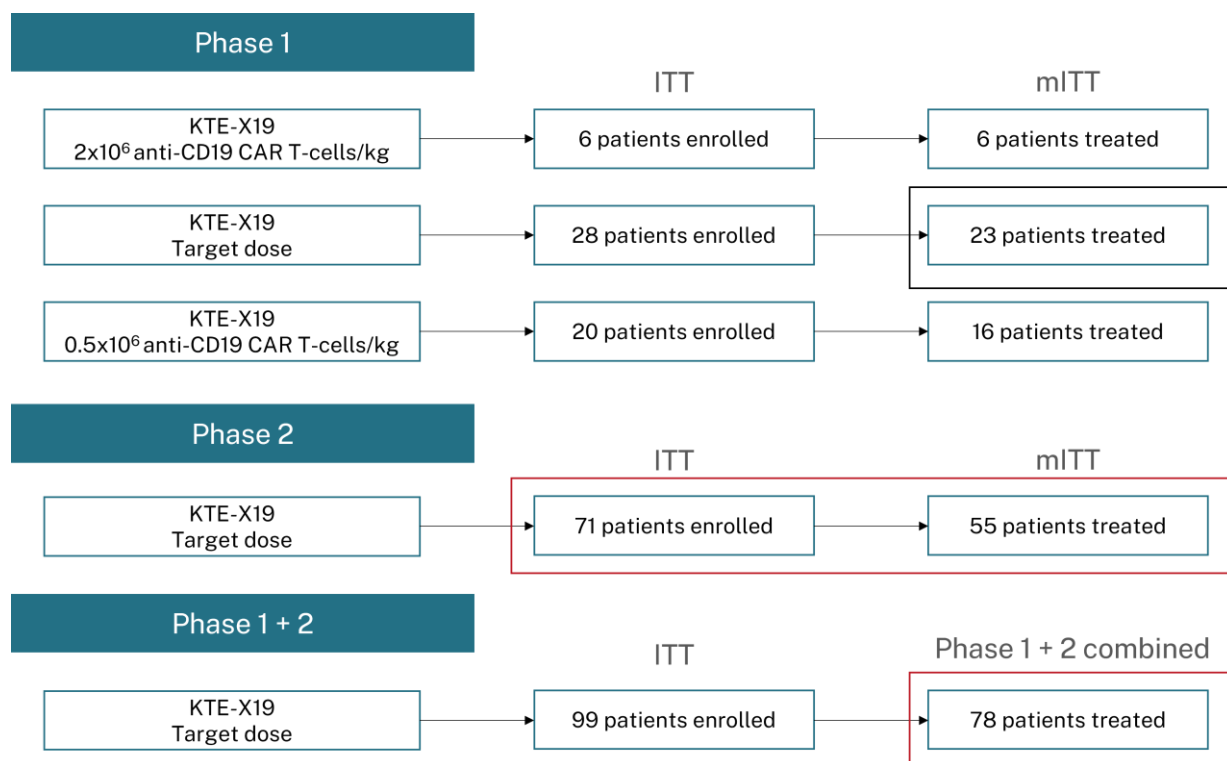 Phase 1
ITT
mITT
KTE-X19
2x10⁶ anti-CD19 CAR T-cells/kg
6 patients enrolled
6 patients treated
KTE-X19
Target dose
28 patients enrolled
23 patients treated
KTE-X19
0.5x10⁶ anti-CD19 CAR T-cells/kg
20 patients enrolled
16 patients treated
Phase 2
ITT
mITT
KTE-X19
Target dose
71 patients enrolled
55 patients treated
Phase 1 + 2
ITT
Phase 1 + 2 combined
KTE-X19
Target dose
99 patients enrolled
78 patients treated